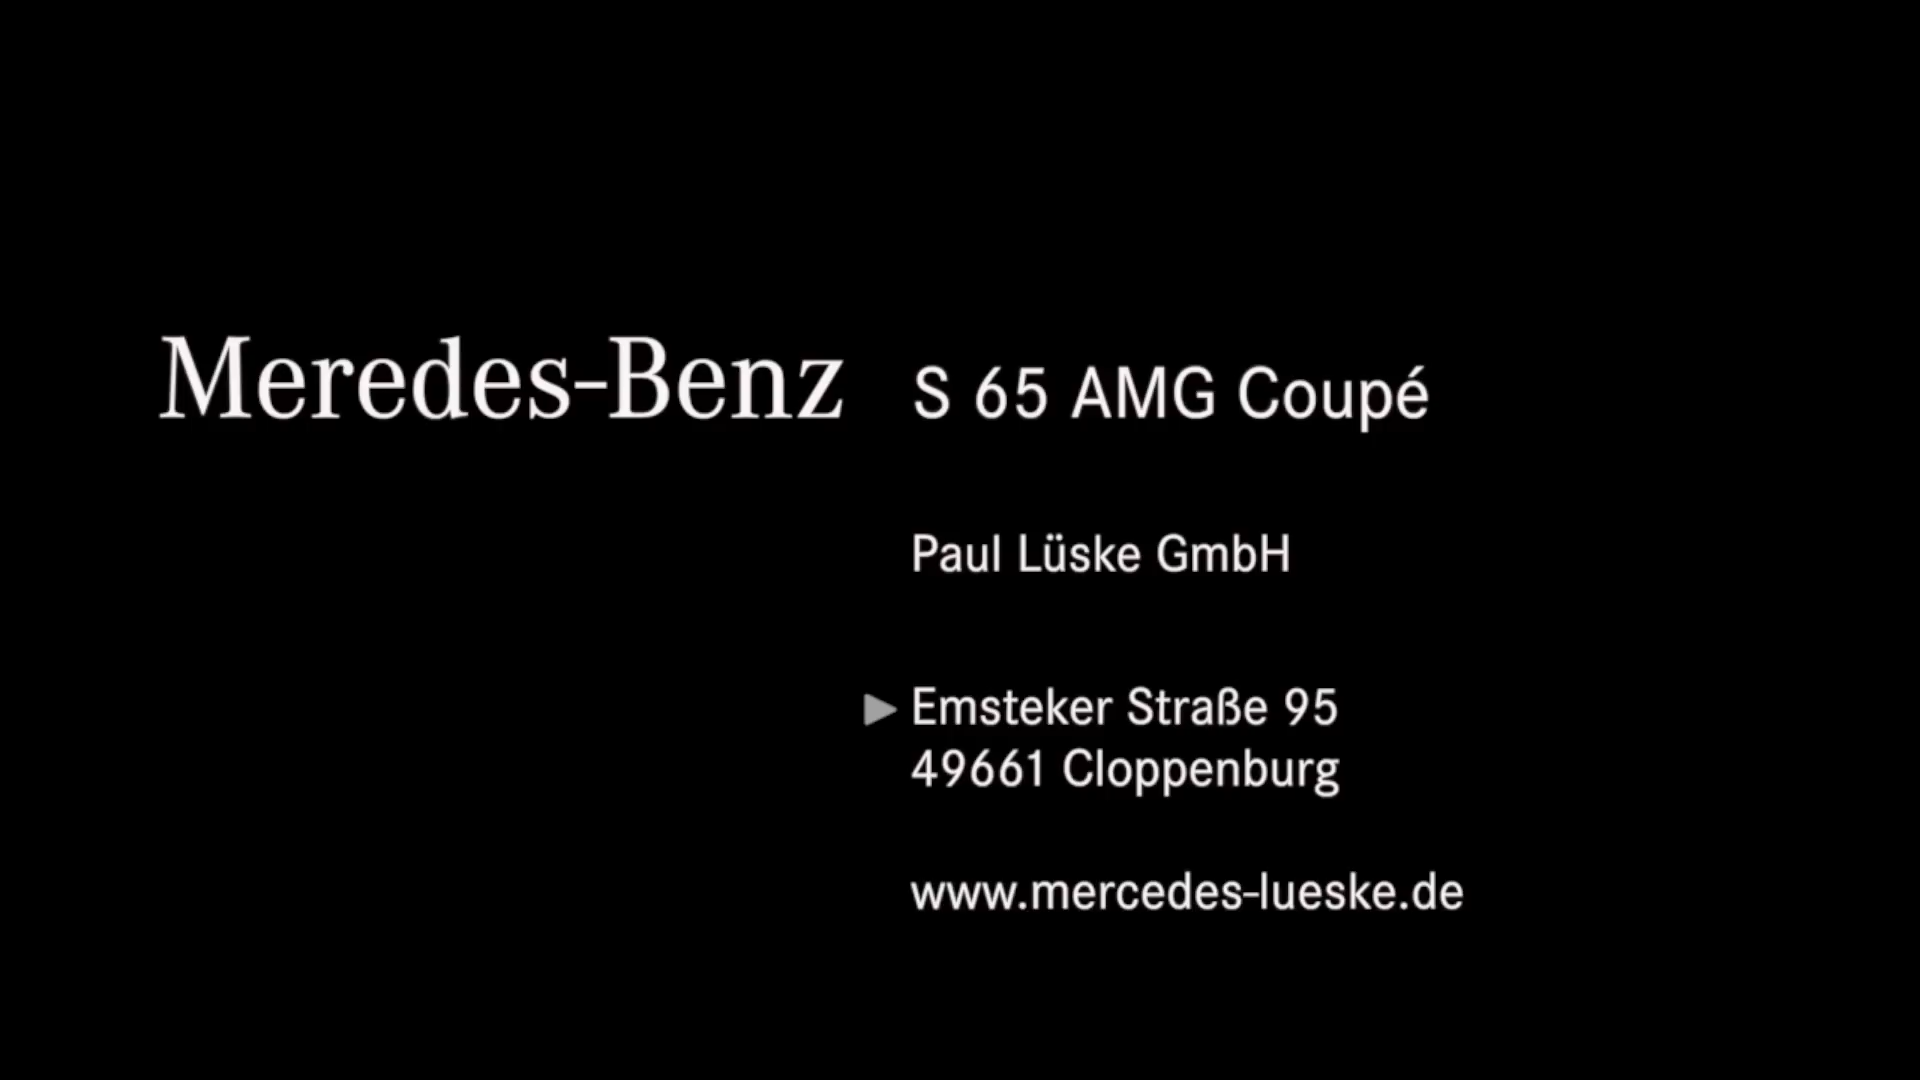 Meredes-Benz S 65 AMG Coupé
Paul Lüske GmbH
Emsteker Straße 95
49661 Cloppenburg
www.mercedes-lueske.de